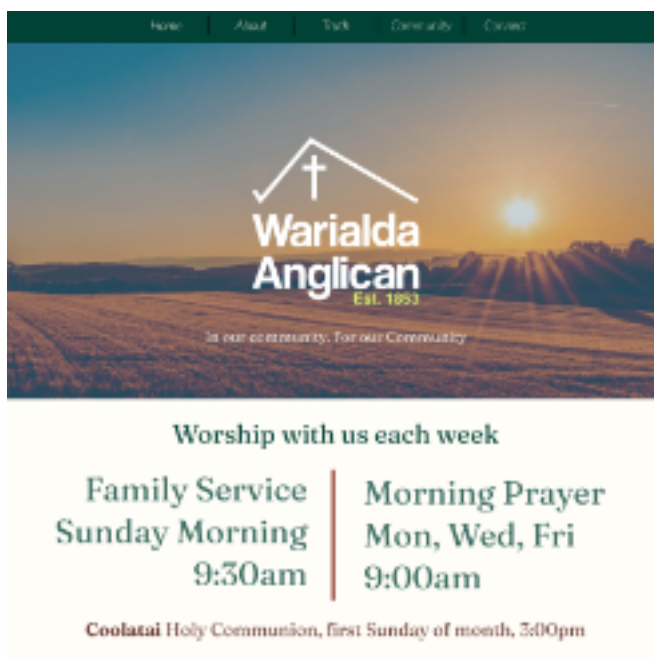 Home About Truth Community Connect
Warialda
Anglican
Est. 1853
In our community. For our Community
Worship with us each week
Family Service
Sunday Morning
9:30am
Morning Prayer
Mon, Wed, Fri
9:00am
Coolatai Holy Communion, first Sunday of month, 3:00pm